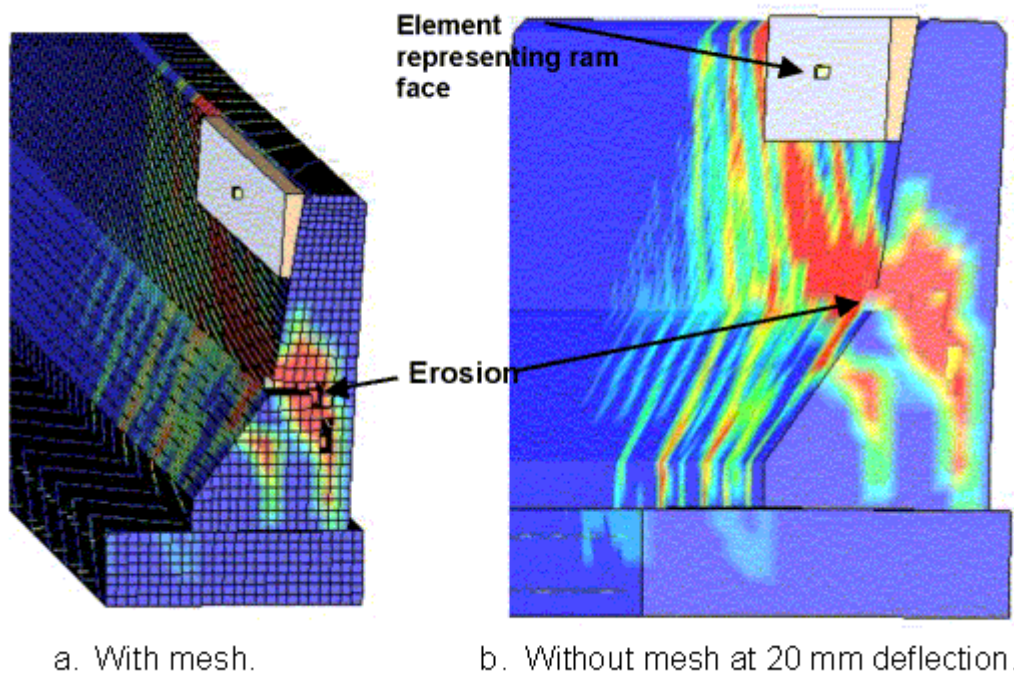 Element
representing ram
face
Erosion
a. With mesh.
b. Without mesh at 20 mm deflection.